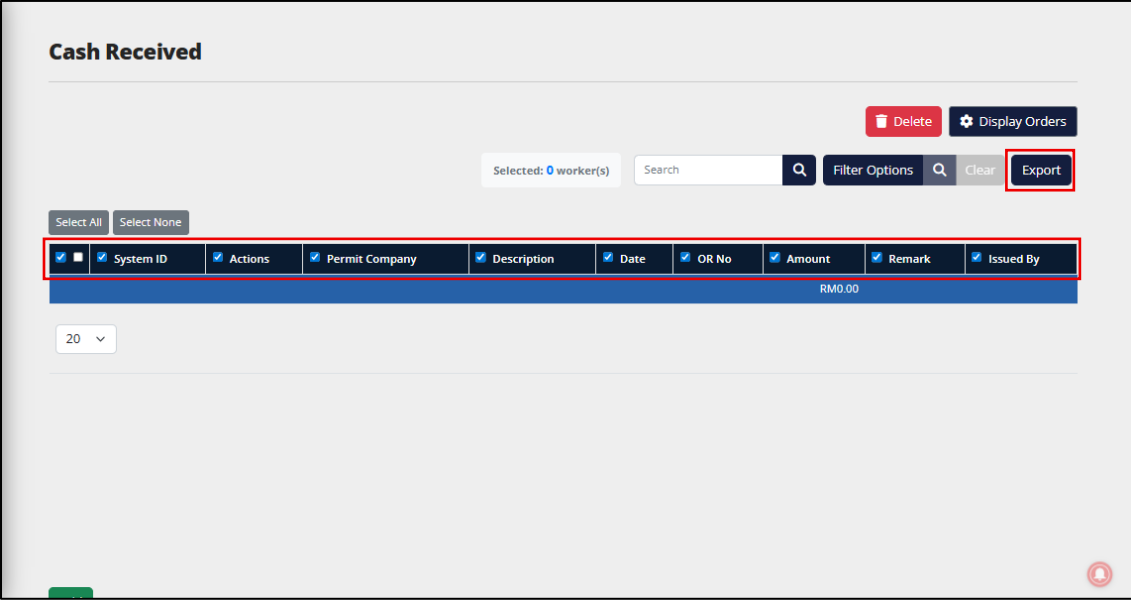 Cash Received
Delete
Display Orders
Selected: 0 worker(s)
Search
Filter Options
Clear
Export
Select All
Select None
System ID
Actions
Permit Company
Description
Date
OR No
Amount
Remark
Issued By
RM0.00
20